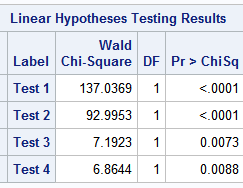 Linear Hypotheses Testing Results
Wald
Label Chi-Square DF Pr > ChiSq
Test 1 137.0369 1 <.0001
Test 2 92.9953 1 <.0001
Test 3 7.1923 1 0.0073
Test 4 6.8644 1 0.0088